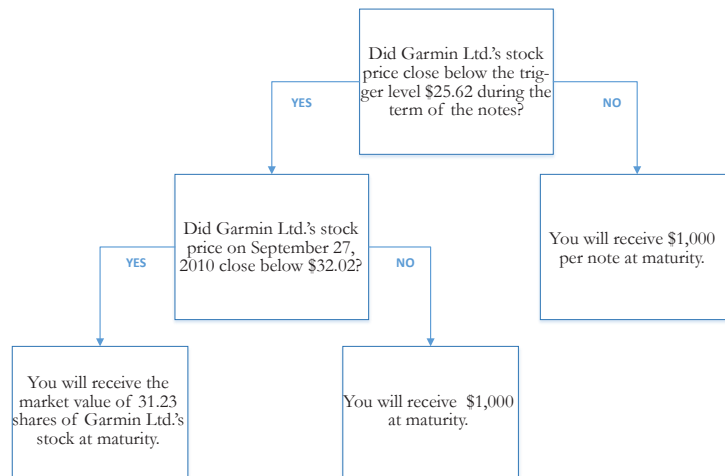 Did Garmin Ltd.'s stock
price close below the trig-
ger level $25.62 during the
term of the notes?
YES
NO
Did Garmin Ltd.'s stock
price on September 27,
2010 close below $32.02?
You will receive $1,000
per note at maturity.
YES
NO
You will receive the
market value of 31.23
shares of Garmin Ltd.'s
stock at maturity.
You will receive $1,000
at maturity.